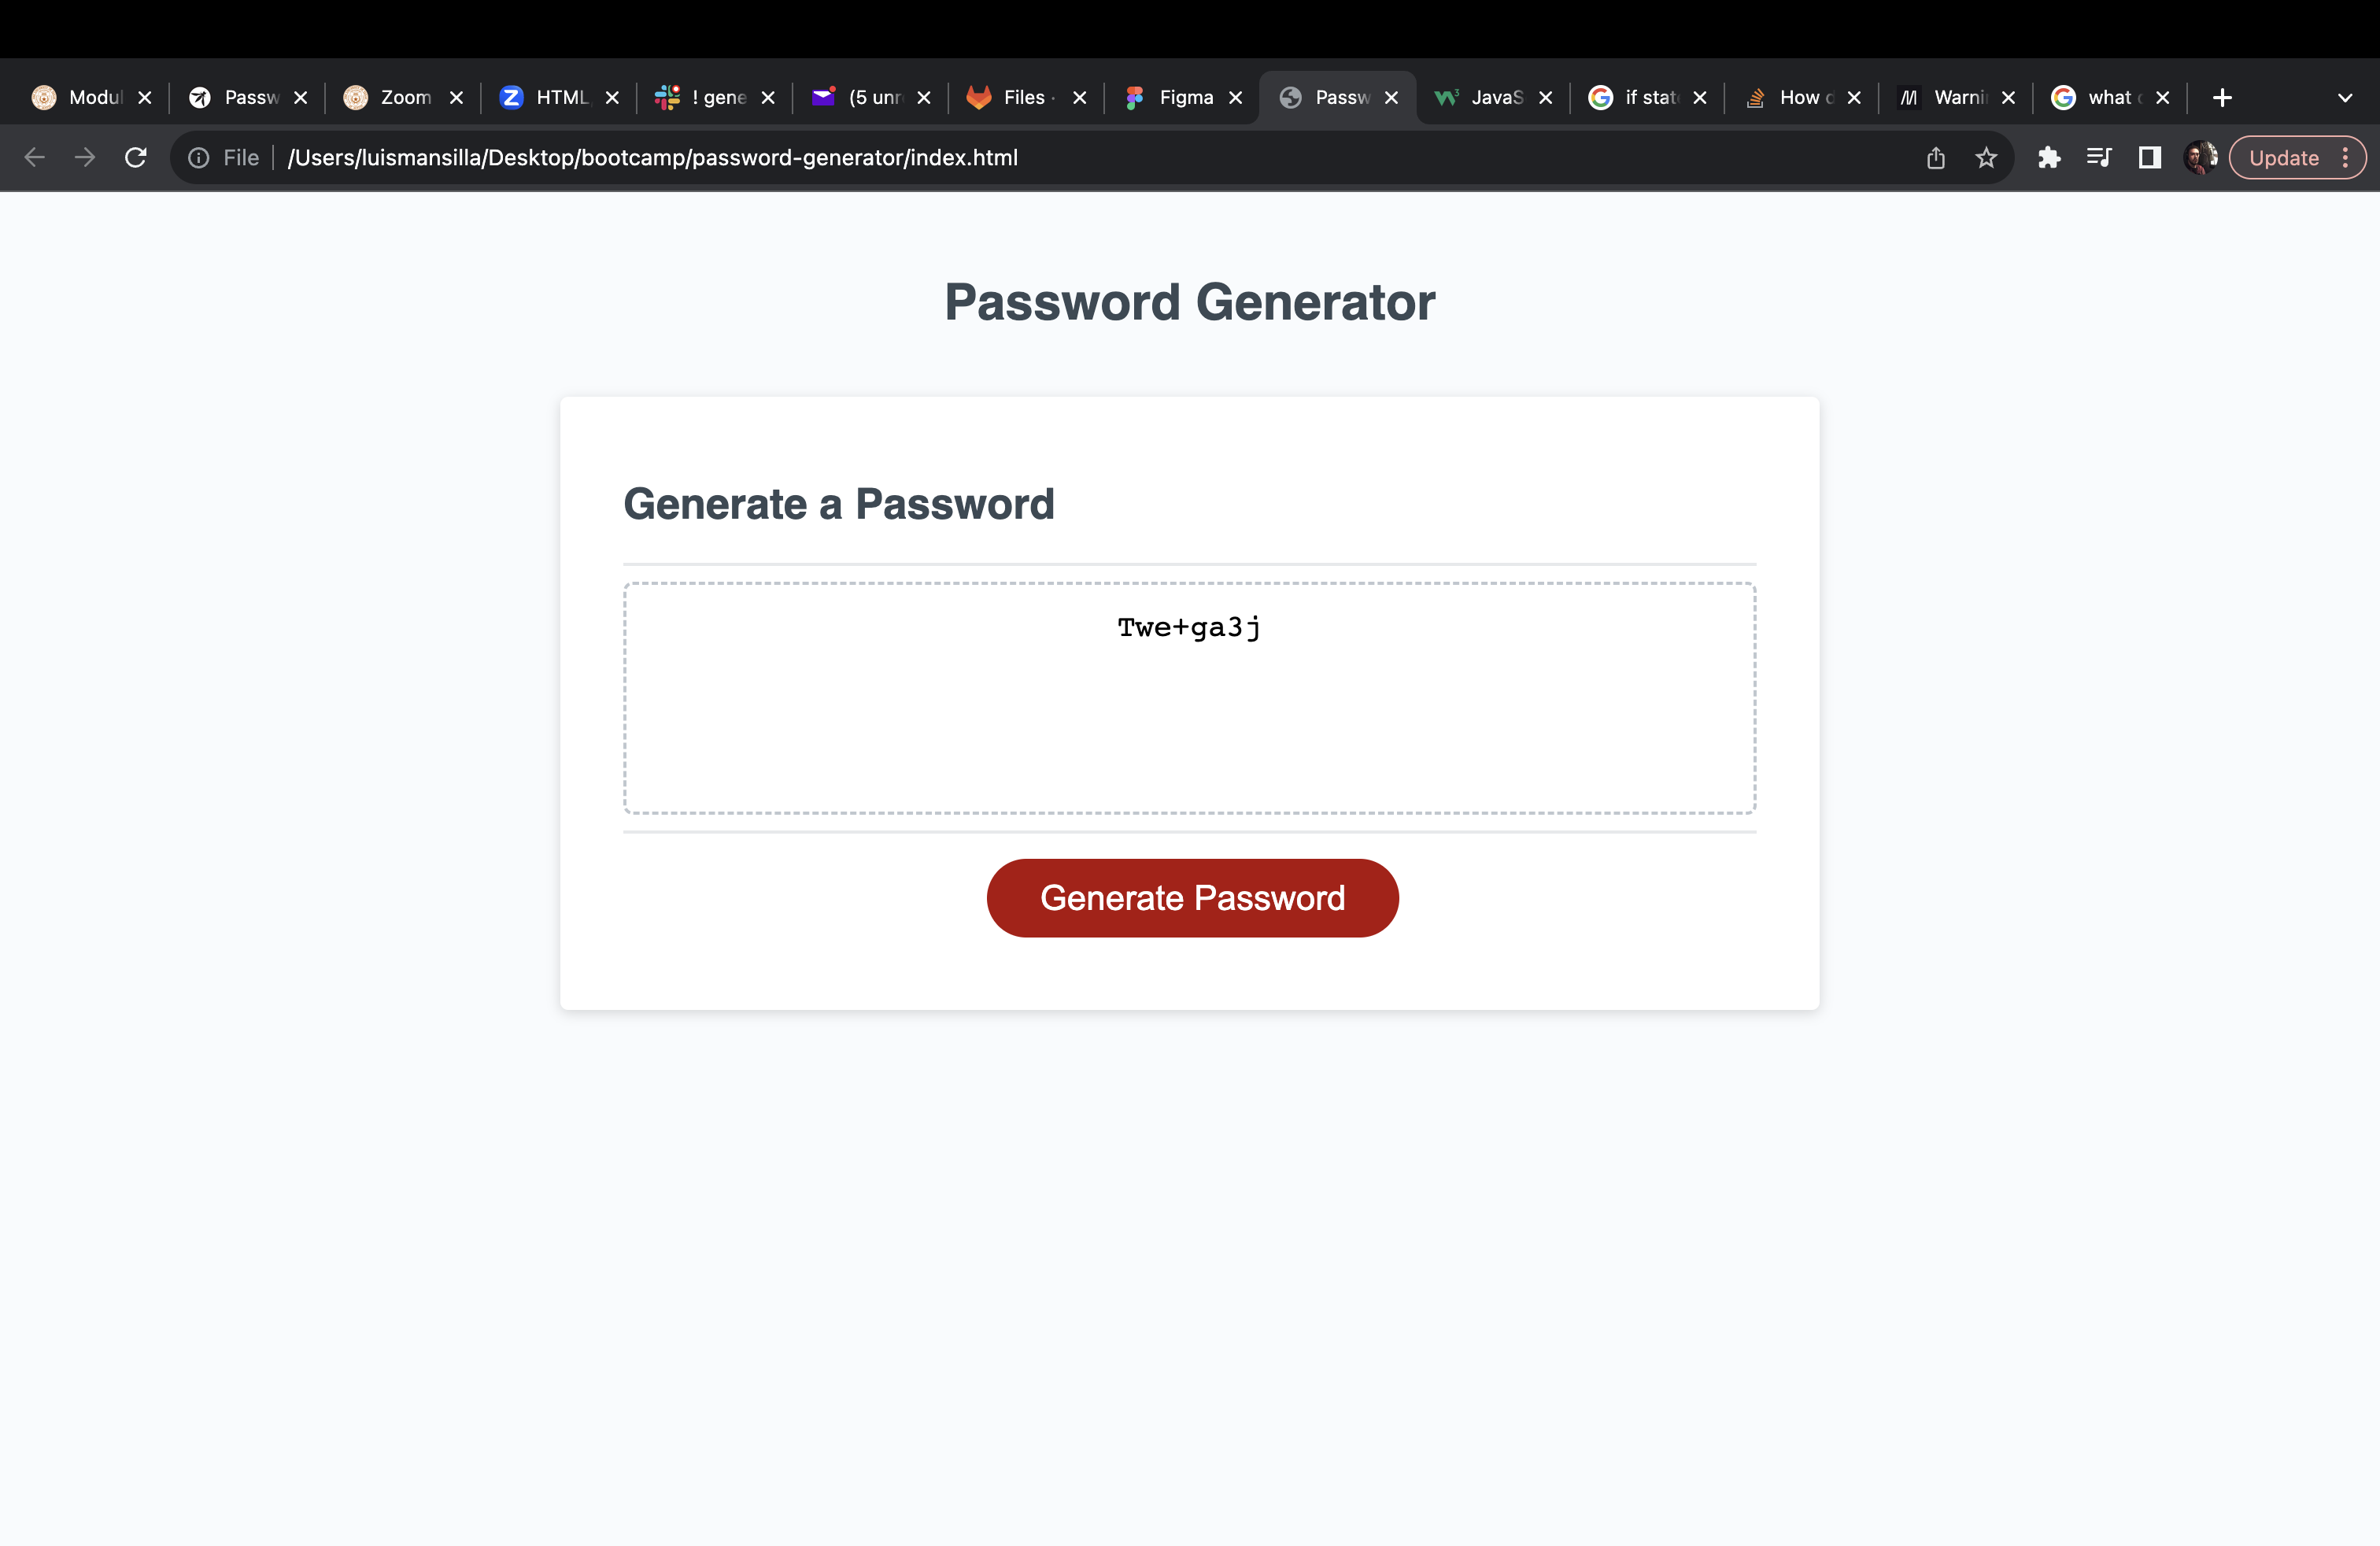 Modul Passw Zoom HTML, ! gene (5 unr Files · Figma Passw JavaS if stat How d Warni what
File /Users/luismansilla/Desktop/bootcamp/password-generator/index.html Update
Password Generator
Generate a Password
Twe+ga3j
Generate Password